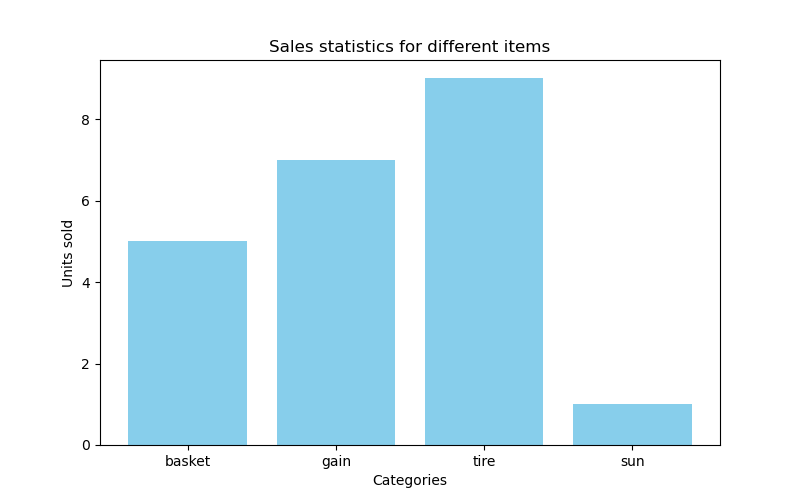 Sales statistics for different items
Units sold
8
6
4
2
0
basket gain tire sun
Categories